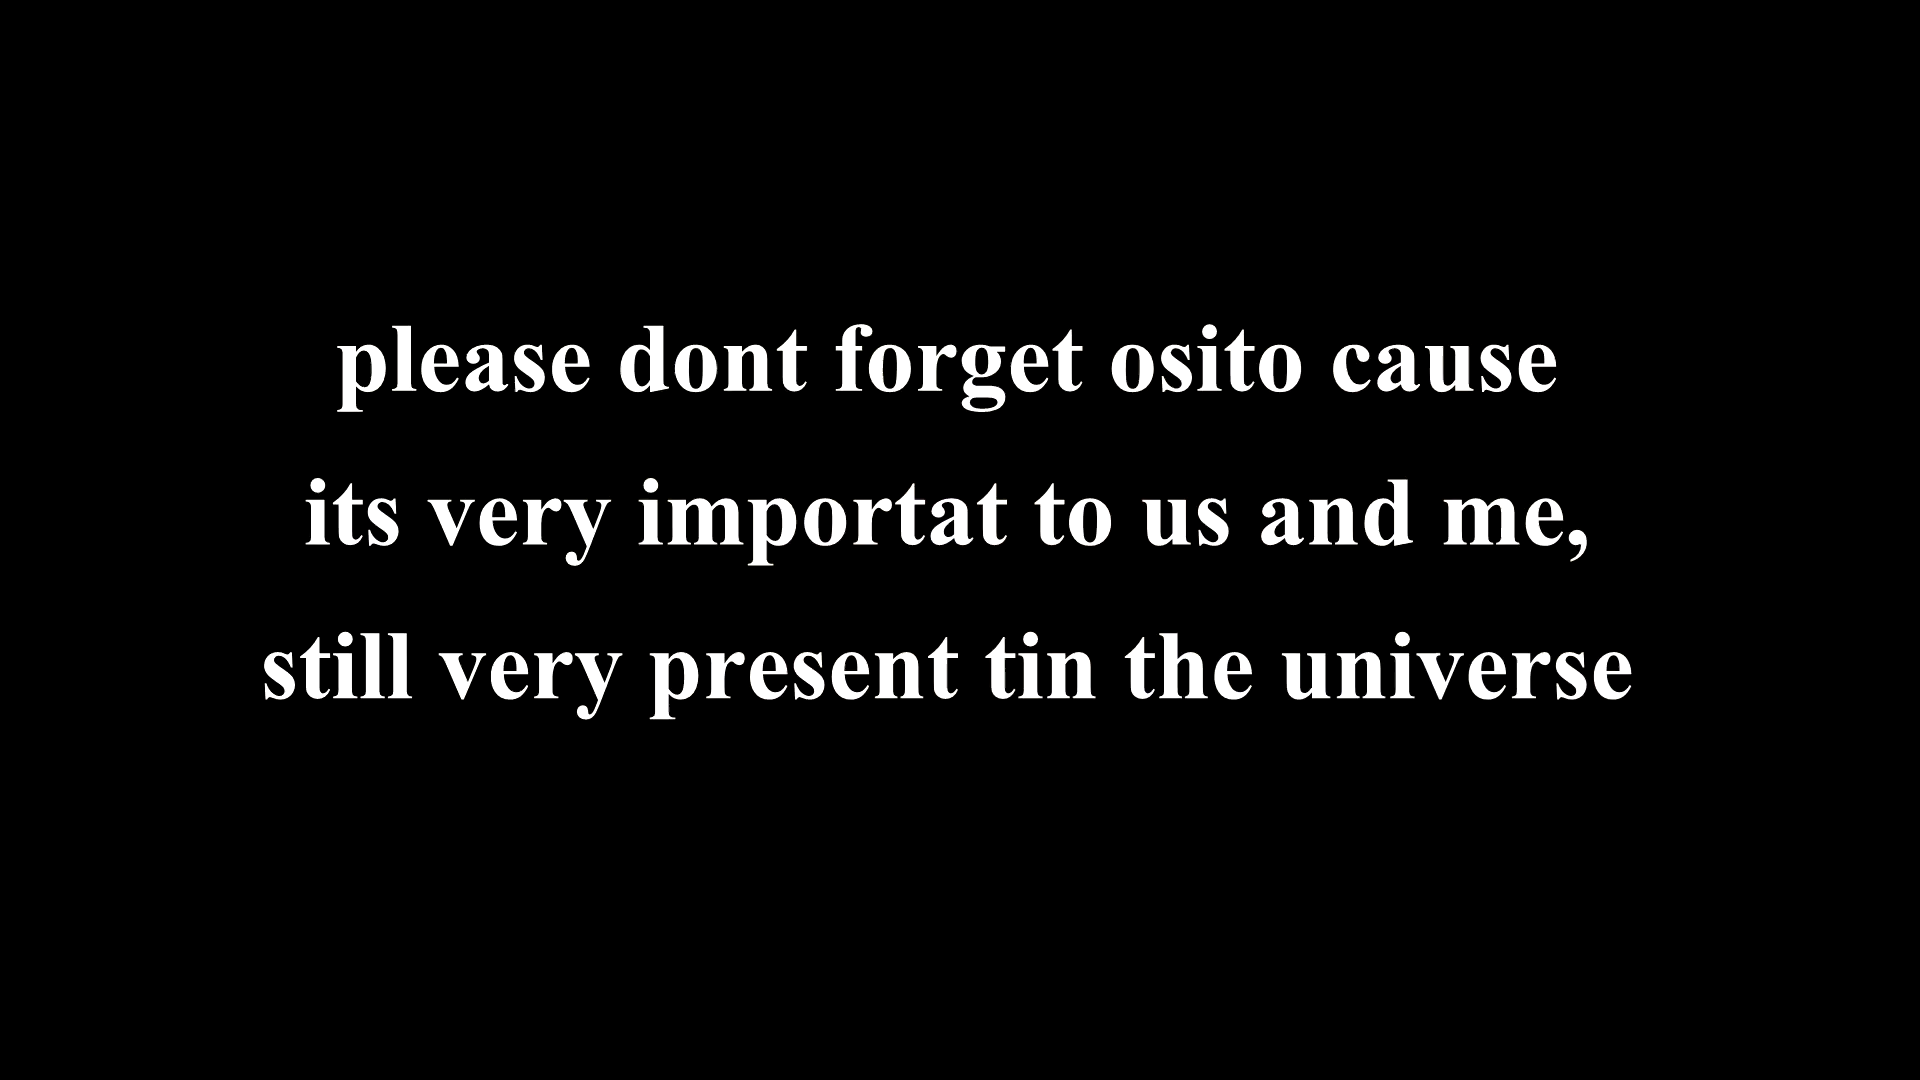 please dont forget osito cause
its very importat to us and me,
still very present tin the universe